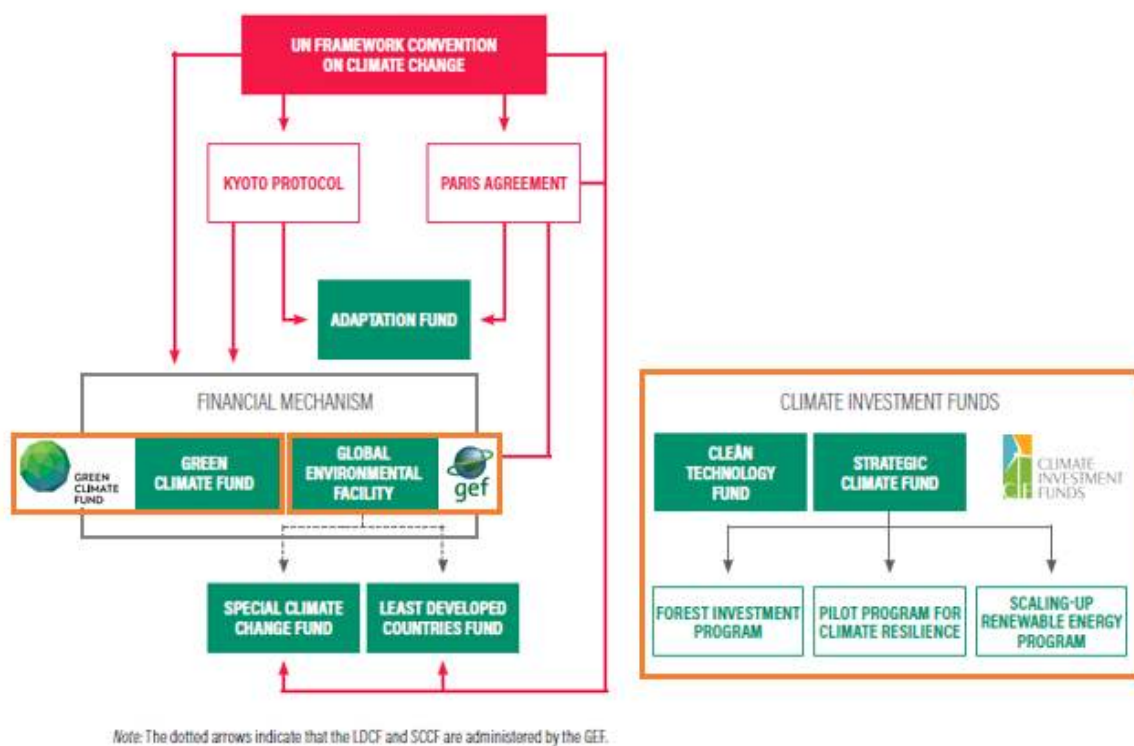 UN FRAMEWORK CONVENTION
ON CLIMATE CHANGE
KYOTO PROTOCOL
PARIS AGREEMENT
ADAPTATION FUND
FINANCIAL MECHANISM
GREEN
CLIMATE
FUND
GREEN
CLIMATE FUND
GLOBAL
ENVIRONMENTAL
FACILITY
gef
SPECIAL CLIMATE
CHANGE FUND
LEAST DEVELOPED
COUNTRIES FUND
CLIMATE INVESTMENT FUNDS
CLEÂN
TECHNOLOGY
FUND
STRATEGIC
CLIMATE FUND
CIF
CLIMATE
INVESTMENT
FUNDS
FOREST INVESTMENT
PROGRAM
PILOT PROGRAM FOR
CLIMATE RESILIENCE
SCALING-UP
RENEWABLE ENERGY
PROGRAM
Note: The dotted arrows indicate that the LDCF and SCCF are administered by the GEF.